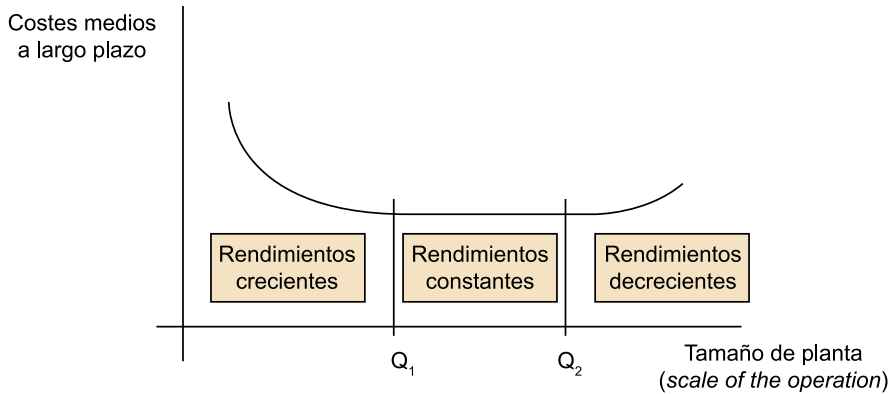 Costes medios
a largo plazo
Rendimientos
crecientes
Rendimientos
constantes
Rendimientos
decrecientes
Q₁
Q₂
Tamaño de planta
(scale of the operation)